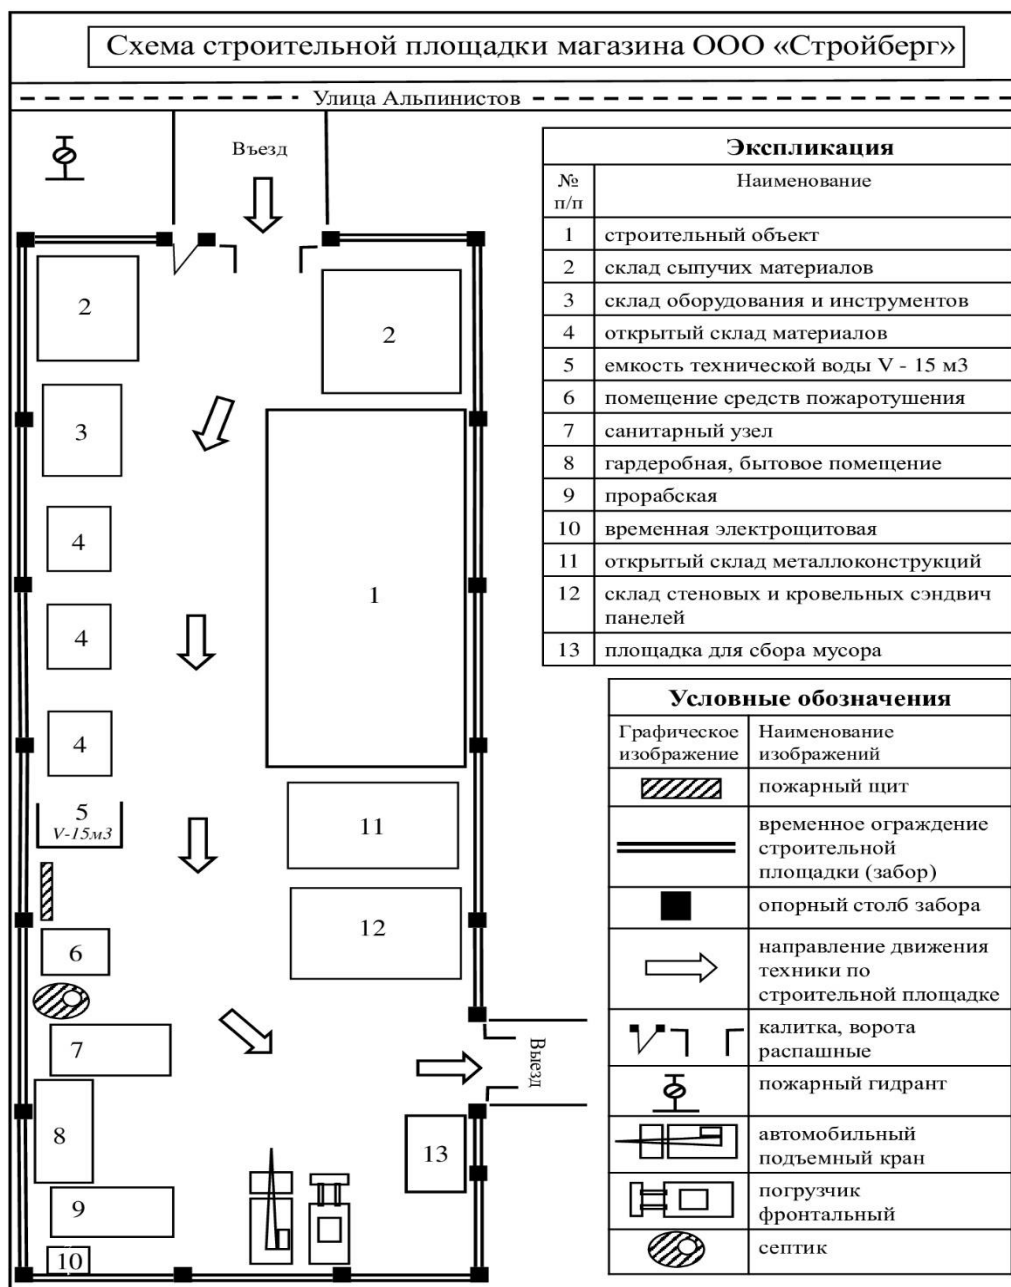 Схема строительной площадки магазина ООО «Стройберг»
Улица Альпинистов
Въезд
2
2
3
4
1
4
4
5
V-15м3
11
12
6
7
Выезд
8
13
9
10
Экспликация
№ п/п Наименование
1 строительный объект
2 склад сыпучих материалов
3 склад оборудования и инструментов
4 открытый склад материалов
5 емкость технической воды V - 15 м3
6 помещение средств пожаротушения
7 санитарный узел
8 гардеробная, бытовое помещение
9 прорабская
10 временная электрощитовая
11 открытый склад металлоконструкций
12 склад стеновых и кровельных сэндвич
панелей
13 площадка для сбора мусора
Условные обозначения
Графическое Наименование
изображение изображений
пожарный щит
временное ограждение
строительной
площадки (забор)
опорный столб забора
направление движения
техники по
строительной площадке
калитка, ворота
распашные
пожарный гидрант
автомобильный
подъемный кран
погрузчик
фронтальный
септик